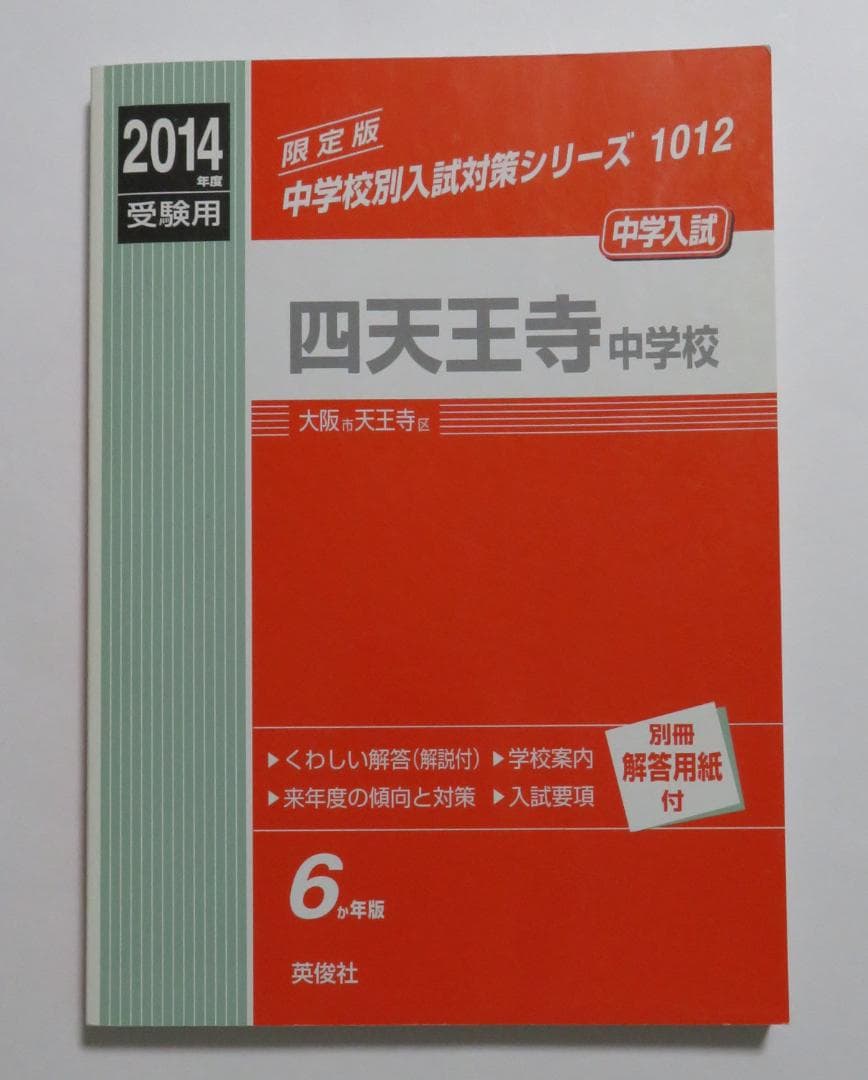 2014年度
受験用
限定版
中学校別入試対策シリーズ 1012
中学入試
四天王寺中学校
大阪市天王寺区
▶くわしい解答(解説付) ▶学校案内
▶来年度の傾向と対策 ▶入試要項
別冊
解答用紙
付
6か年版
英俊社